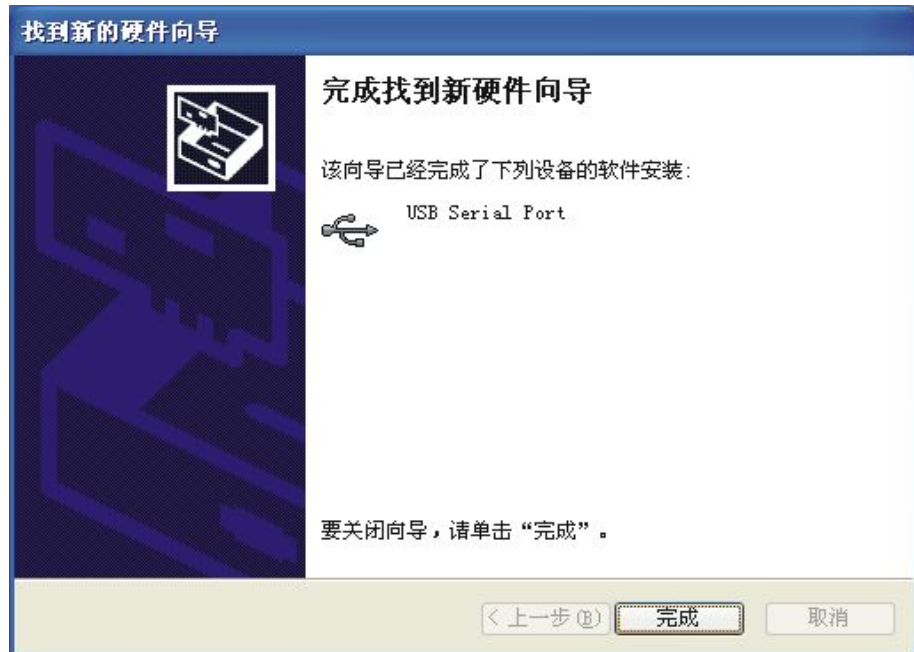 找到新的硬件向导
完成找到新硬件向导
该向导已经完成了下列设备的软件安装:
USB Serial Port
要关闭向导，请单击“完成”。
< 上一步(B)
完成
取消